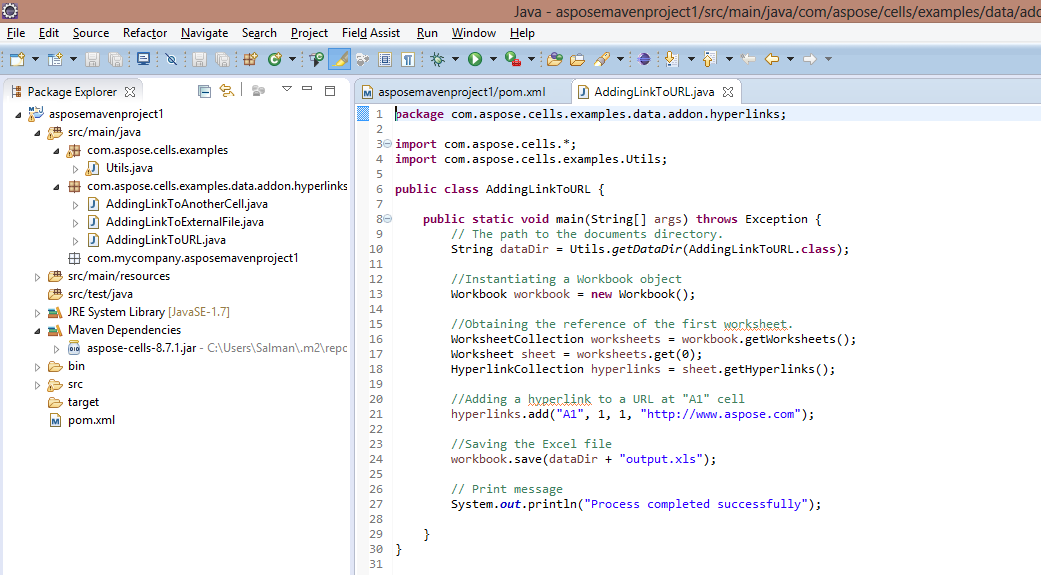 Java - asposemavenproject1/src/main/java/com/aspose/cells/examples/data/add
File Edit Source Refactor Navigate Search Project Field Assist Run Window Help
Package Explorer
asposemavenproject1
src/main/java
com.aspose.cells.examples
Utils.java
com.aspose.cells.examples.data.addon.hyperlinks
AddingLinkToAnotherCell.java
AddingLinkToExternalFile.java
AddingLinkToURL.java
com.mycompany.asposemavenproject1
src/main/resources
src/test/java
JRE System Library [JavaSE-1.7]
Maven Dependencies
aspose-cells-8.7.1.jar - C:\Users\Salman\.m2\repo
bin
src
target
pom.xml
asposemavenproject1/pom.xml AddingLinkToURL.java
1 package com.aspose.cells.examples.data.addon.hyperlinks;
2
3 import com.aspose.cells.*;
4 import com.aspose.cells.examples.Utils;
5
6 public class AddingLinkToURL {
7
8 public static void main(String[] args) throws Exception {
9 // The path to the documents directory.
10 String dataDir = Utils.getDataDir(AddingLinkToURL.class);
11
12 //Instantiating a Workbook object
13 Workbook workbook = new Workbook();
14
15 //Obtaining the reference of the first worksheet.
16 WorksheetCollection worksheets = workbook.getWorksheets();
17 Worksheet sheet = worksheets.get(0);
18 HyperlinkCollection hyperlinks = sheet.getHyperlinks();
19
20 //Adding a hyperlink to a URL at "A1" cell
21 hyperlinks.add("A1", 1, 1, "http://www.aspose.com");
22
23 //Saving the Excel file
24 workbook.save(dataDir + "output.xls");
25
26 // Print message
27 System.out.println("Process completed successfully");
28
29 }
30 }
31